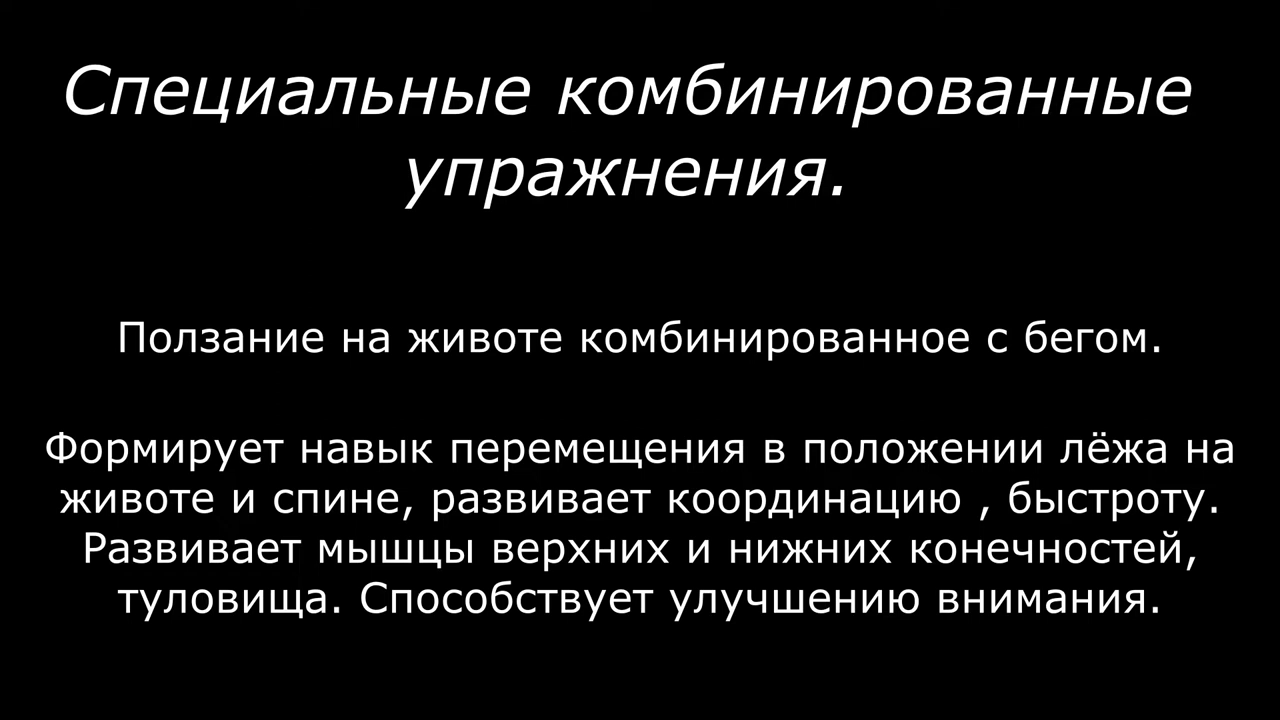 Специальные комбинированные
упражнения.
Ползание на животе комбинированное с бегом.
Формирует навык перемещения в положении лёжа на
животе и спине, развивает координацию , быстроту.
Развивает мышцы верхних и нижних конечностей,
туловища. Способствует улучшению внимания.